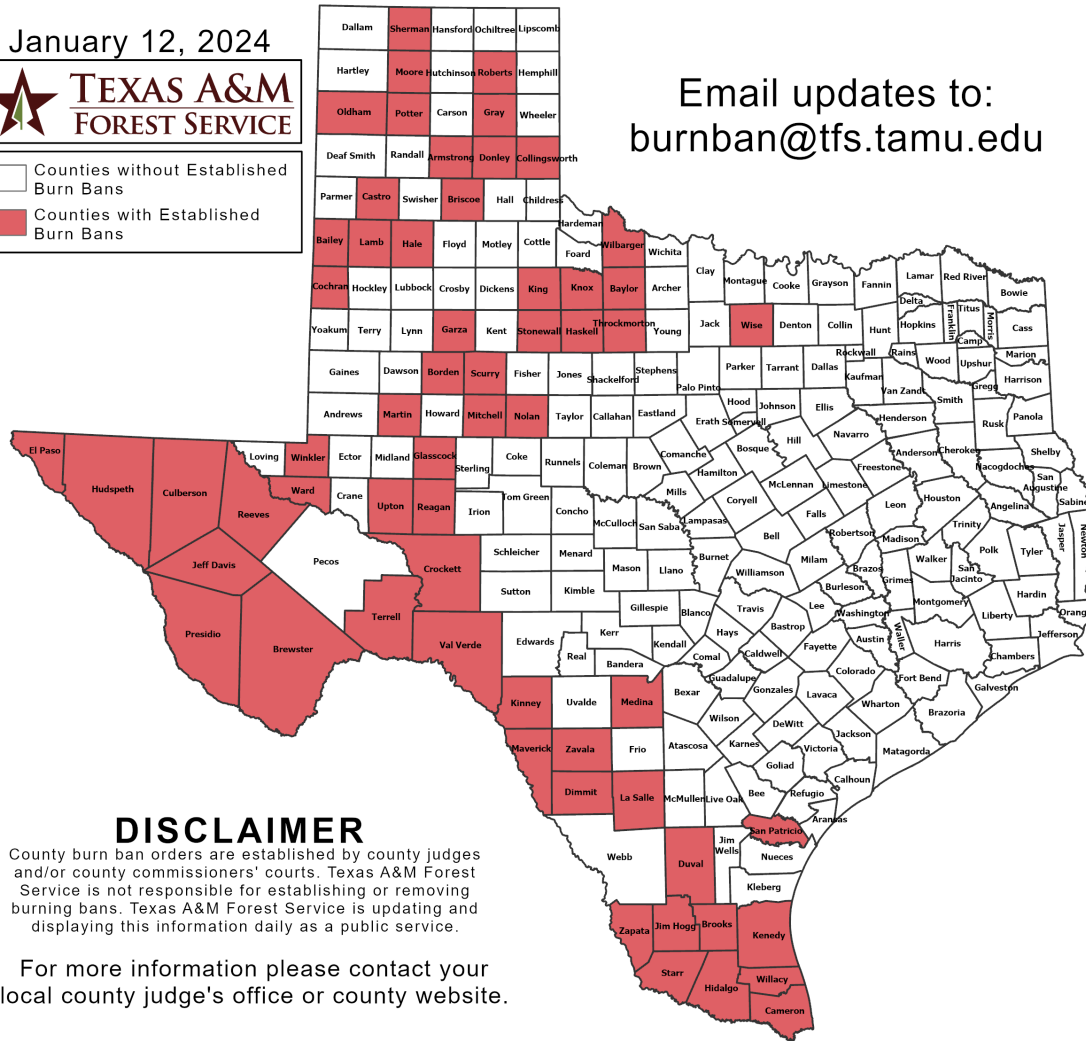 January 12, 2024
TEXAS A&M
FOREST SERVICE
Counties without Established
Burn Bans
Counties with Established
Burn Bans
Email updates to:
burnban@tfs.tamu.edu
Dallam Sherman Hansford Ochiltree Lipscomb
Hartley Moore Hutchinson Roberts Hemphill
Oldham Potter Carson Gray Wheeler
Deaf Smith Randall Armstrong Donley Collingsworth
Parmer Castro Swisher Briscoe Hall Childress
Hardeman
Bailey Lamb Hale Floyd Motley Cottle Foard Wilbarger Wichita
Clay Montague Cooke Grayson Fannin Lamar Red River Bowie
Cochran Hockley Lubbock Crosby Dickens King Knox Baylor Archer
Delta Franklin Titus Morris Cass
Yoakum Terry Lynn Garza Kent Stonewall Haskell Throckmorton Young Jack Wise Denton Collin Hunt Hopkins Camp
Rockwall Rains Wood Upshur Marion
Gaines Dawson Borden Scurry Fisher Jones Shackelford Stephens Palo Pinto Parker Tarrant Dallas Kaufman Van Zandt Smith Gregg Harrison
Andrews Martin Howard Mitchell Nolan Taylor Callahan Eastland Erath Hood Somervell Johnson Ellis Henderson Rusk Panola
El Paso Hudspeth Culberson Reeves Loving Winkler Ector Midland Glasscock Sterling Coke Runnels Coleman Brown Comanche Hamilton Bosque Hill Navarro Freestone Anderson Cherokee Nacogdoches Shelby
Ward Crane Upton Reagan Irion Tom Green Concho McCulloch San Saba Mills Lampasas Coryell McLennan Limestone Falls Leon Houston Angelina San
Augustine Sabine
Jeff Davis Pecos Crockett Schleicher Menard Mason Llano Burnet Bell Milam Robertson Madison Trinity Polk Tyler Jasper Newton
Terrell Sutton Kimble Gillespie Blanco Williamson Travis Lee Burleson Brazos Grimes Walker San
Jacinto Hardin Orange
Presidio Brewster Val Verde Edwards Real Kerr Bandera Kendall Comal Hays Caldwell Bastrop Fayette Washington Austin Waller Montgomery Harris Liberty Chambers Jefferson
Kinney Uvalde Medina Bexar Guadalupe Gonzales Lavaca Colorado Wharton Fort Bend Brazoria Galveston
Maverick Zavala Frio Atascosa Wilson Karnes DeWitt Victoria Jackson Matagorda
Dimmit La Salle McMullen Live Oak Bee Goliad Refugio Calhoun Aransas
Webb Duval Jim
Wells San Patricio Nueces
Kleberg
Zapata Jim Hogg Brooks Kenedy
Starr Hidalgo Willacy
Cameron
DISCLAIMER
County burn ban orders are established by county judges
and/or county commissioners' courts. Texas A&M Forest
Service is not responsible for establishing or removing
burning bans. Texas A&M Forest Service is updating and
displaying this information daily as a public service.
For more information please contact your
local county judge's office or county website.